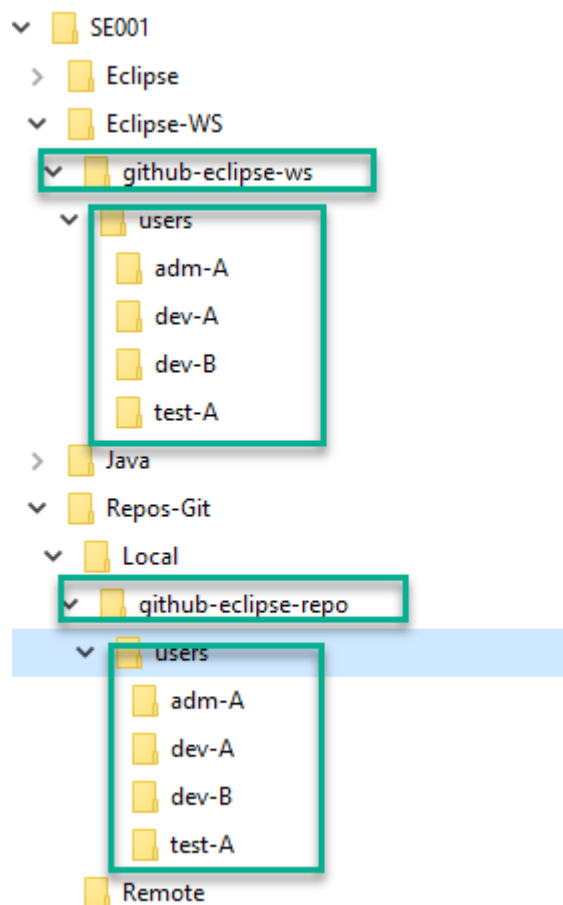 SE001
Eclipse
Eclipse-WS
github-eclipse-ws
users
adm-A
dev-A
dev-B
test-A
Java
Repos-Git
Local
github-eclipse-repo
users
adm-A
dev-A
dev-B
test-A
Remote